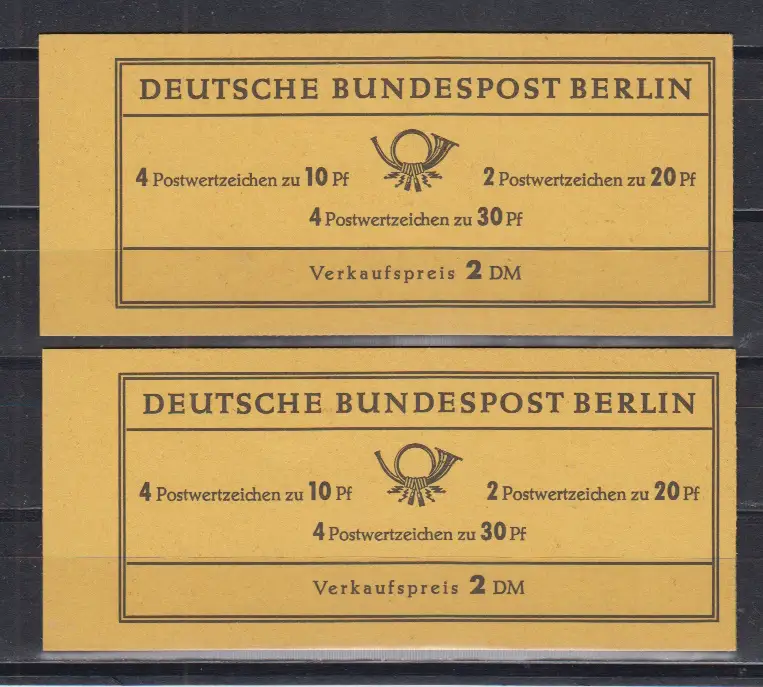 DEUTSCHE BUNDESPOST BERLIN
4 Postwertzeichen zu 10 Pf 2 Postwertzeichen zu 20 Pf
4 Postwertzeichen zu 30 Pf
Verkaufspreis 2 DM
DEUTSCHE BUNDESPOST BERLIN
4 Postwertzeichen zu 10 Pf 2 Postwertzeichen zu 20 Pf
4 Postwertzeichen zu 30 Pf
Verkaufspreis 2 DM